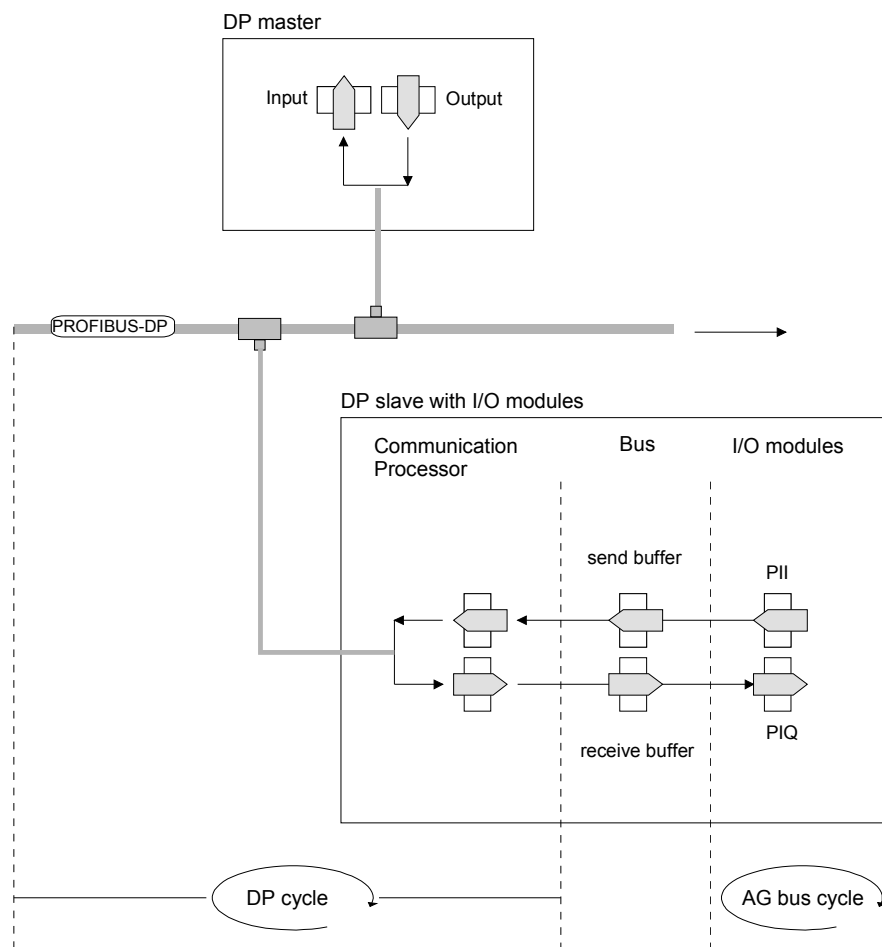 DP master
Input
Output
PROFIBUS-DP
DP slave with I/O modules
Communication
Processor
Bus
I/O modules
send buffer
PII
receive buffer
PIQ
DP cycle
AG bus cycle